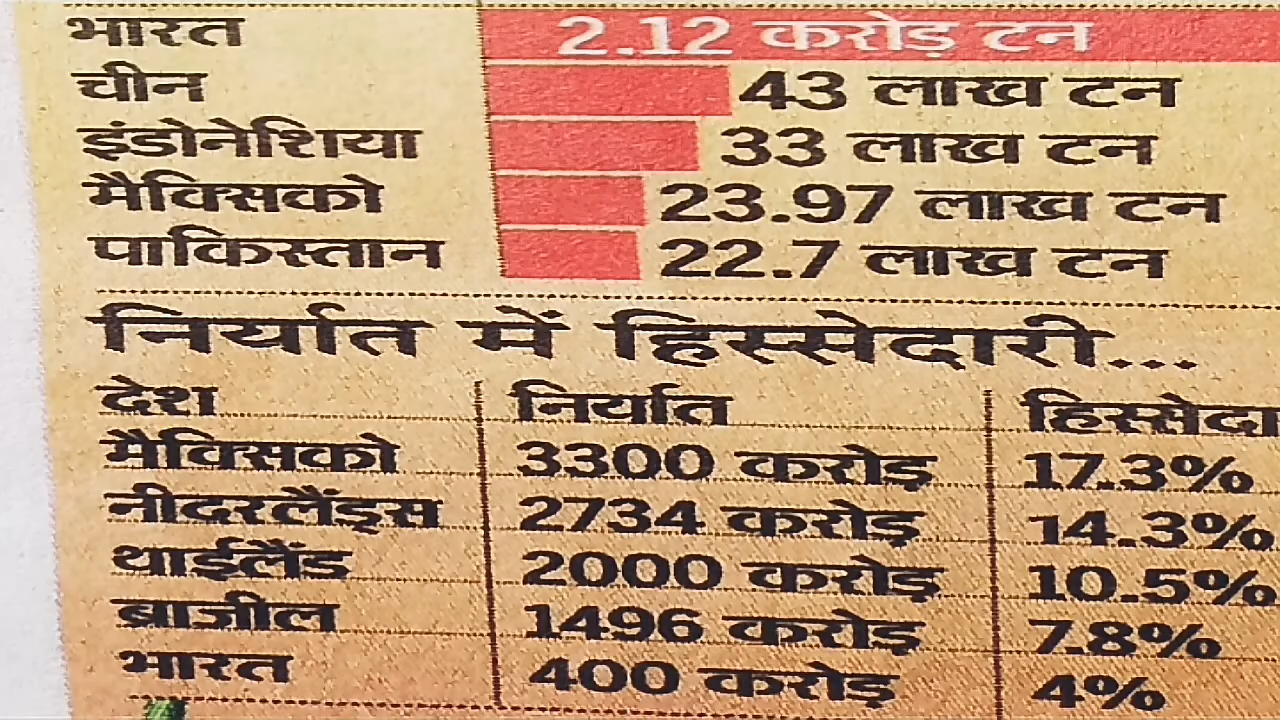 भारत 2.12 करोड़ टन
चीन 43 लाख टन
इंडोनेशिया 33 लाख टन
मैक्सिको 23.97 लाख टन
पाकिस्तान 22.7 लाख टन
निर्यात में हिस्सेदारी...
देश निर्यात हिस्सेदा
मैक्सिको 3300 करोड़ 17.3%
नीदरलैंड्स 2734 करोड़ 14.3%
थाईलैंड 2000 करोड़ 10.5%
ब्राजील 1496 करोड़ 7.8%
भारत 400 करोड़ 4%